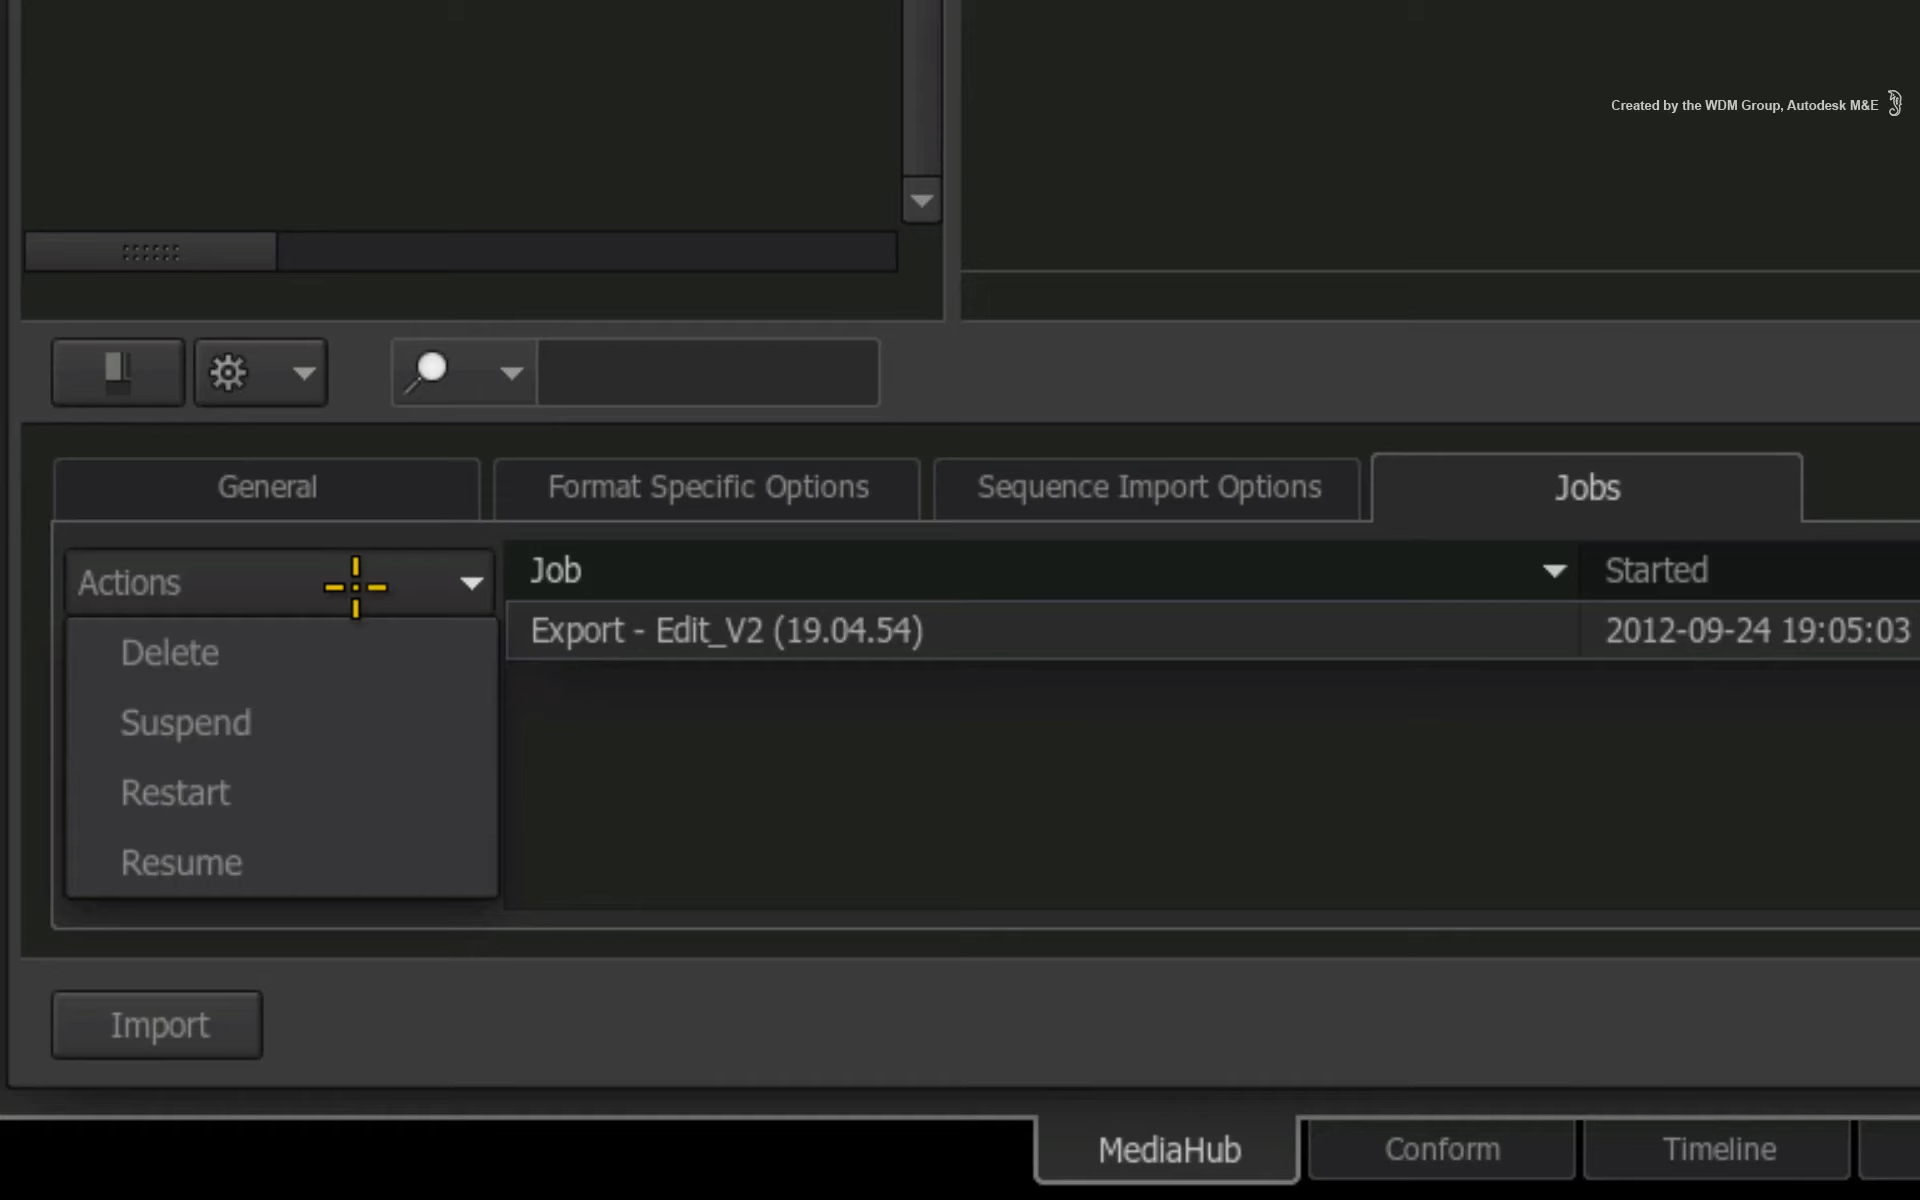 Created by the WDM Group, Autodesk M&E
General
Format Specific Options
Sequence Import Options
Jobs
Actions
Job
Started
Export - Edit_V2 (19.04.54)
2012-09-24 19:05:03
Delete
Suspend
Restart
Resume
Import
MediaHub
Conform
Timeline